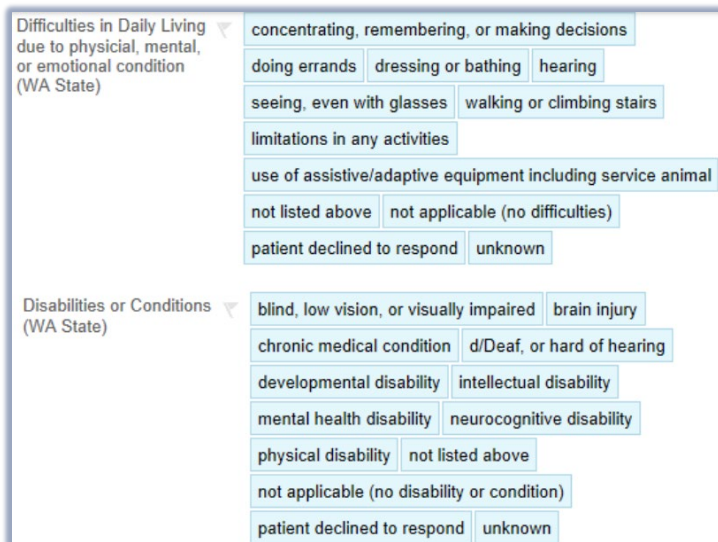 Difficulties in Daily Living
due to physicial, mental,
or emotional condition
(WA State)
concentrating, remembering, or making decisions
doing errands dressing or bathing hearing
seeing, even with glasses walking or climbing stairs
limitations in any activities
use of assistive/adaptive equipment including service animal
not listed above not applicable (no difficulties)
patient declined to respond unknown
Disabilities or Conditions
(WA State)
blind, low vision, or visually impaired brain injury
chronic medical condition d/Deaf, or hard of hearing
developmental disability intellectual disability
mental health disability neurocognitive disability
physical disability not listed above
not applicable (no disability or condition)
patient declined to respond unknown